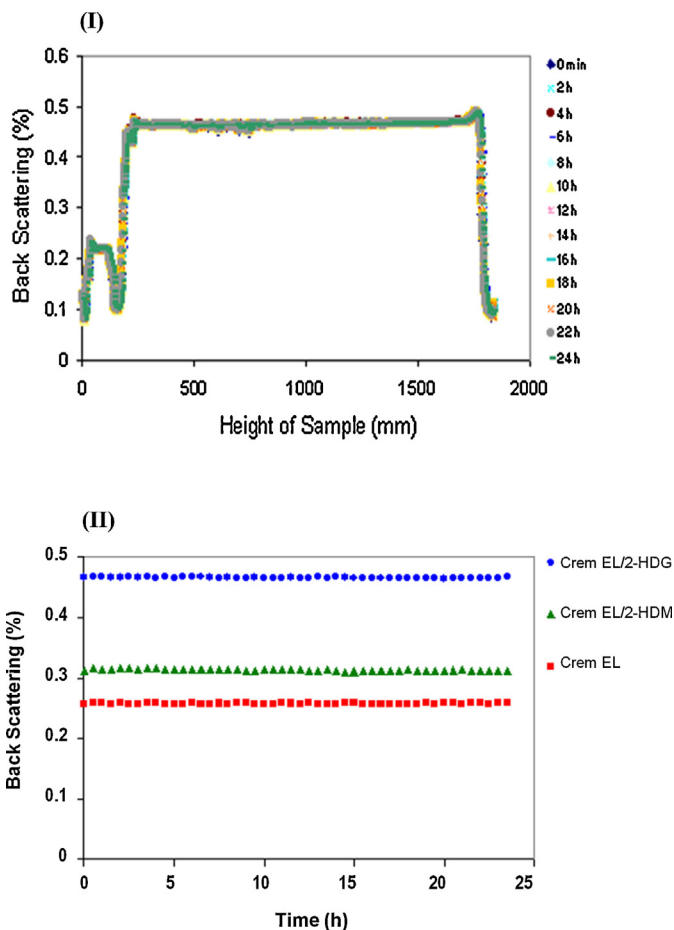 (I)
Back Scattering (%)
0.6
0.5
0.4
0.3
0.2
0.1
0
0
500
1000
1500
2000
Height of Sample (mm)
0min
2h
4h
6h
8h
10h
12h
14h
16h
18h
20h
22h
24h
(II)
Back Scattering (%)
0.5
0.4
0.3
0.2
0.1
0
0
5
10
15
20
25
Time (h)
Crem EL/2-HDG
Crem EL/2-HDM
Crem EL